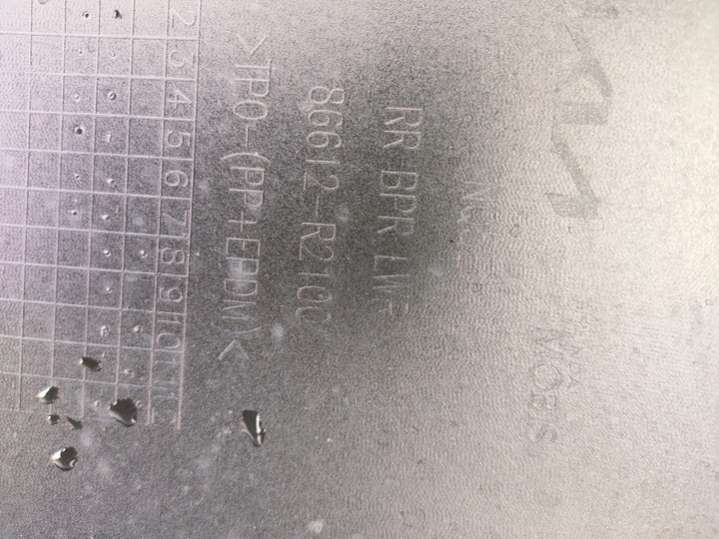 MOBIS
RR BPR LWR
86612-R2100
>TPO-(PP+EPDM)<
2 3 4 5 6 7 8 9 10 11 12